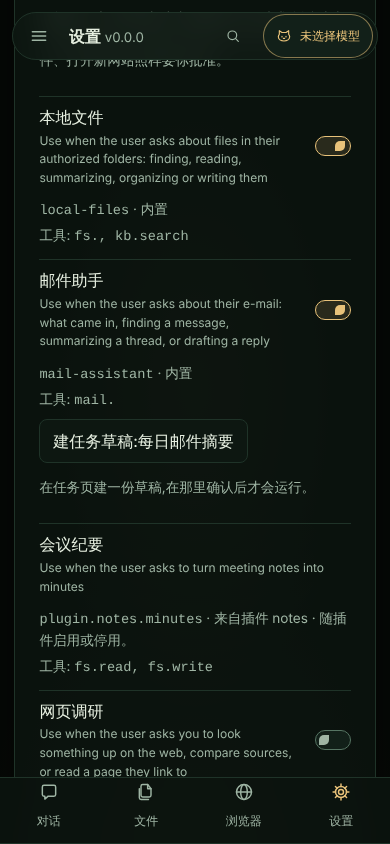 设置 v0.0.0
未选择模型
件、打开新网站照样要你批准。
本地文件
Use when the user asks about files in their
authorized folders: finding, reading,
summarizing, organizing or writing them
local-files · 内置
工具: fs., kb.search
邮件助手
Use when the user asks about their e-mail:
what came in, finding a message,
summarizing a thread, or drafting a reply
mail-assistant · 内置
工具: mail.
建任务草稿:每日邮件摘要
在任务页建一份草稿,在那里确认后才会运行。
会议纪要
Use when the user asks to turn meeting notes into
minutes
plugin.notes.minutes · 来自插件 notes · 随插
件启用或停用。
工具: fs.read, fs.write
网页调研
Use when the user asks you to look
something up on the web, compare sources,
or read a page they link to
对话
文件
浏览器
设置